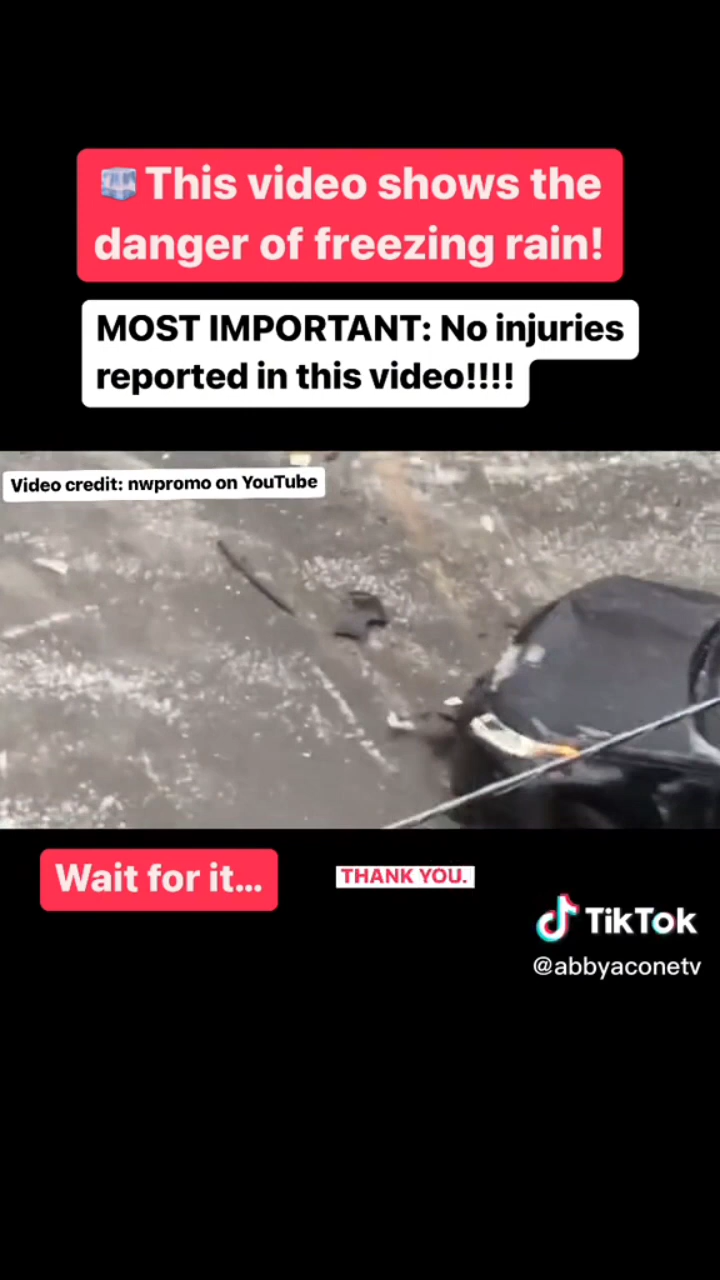 🧊This video shows the
danger of freezing rain!
MOST IMPORTANT: No injuries
reported in this video!!!!
Video credit: nwpromo on YouTube
Wait for it...
THANK YOU.
TikTok
@abbyaconetv